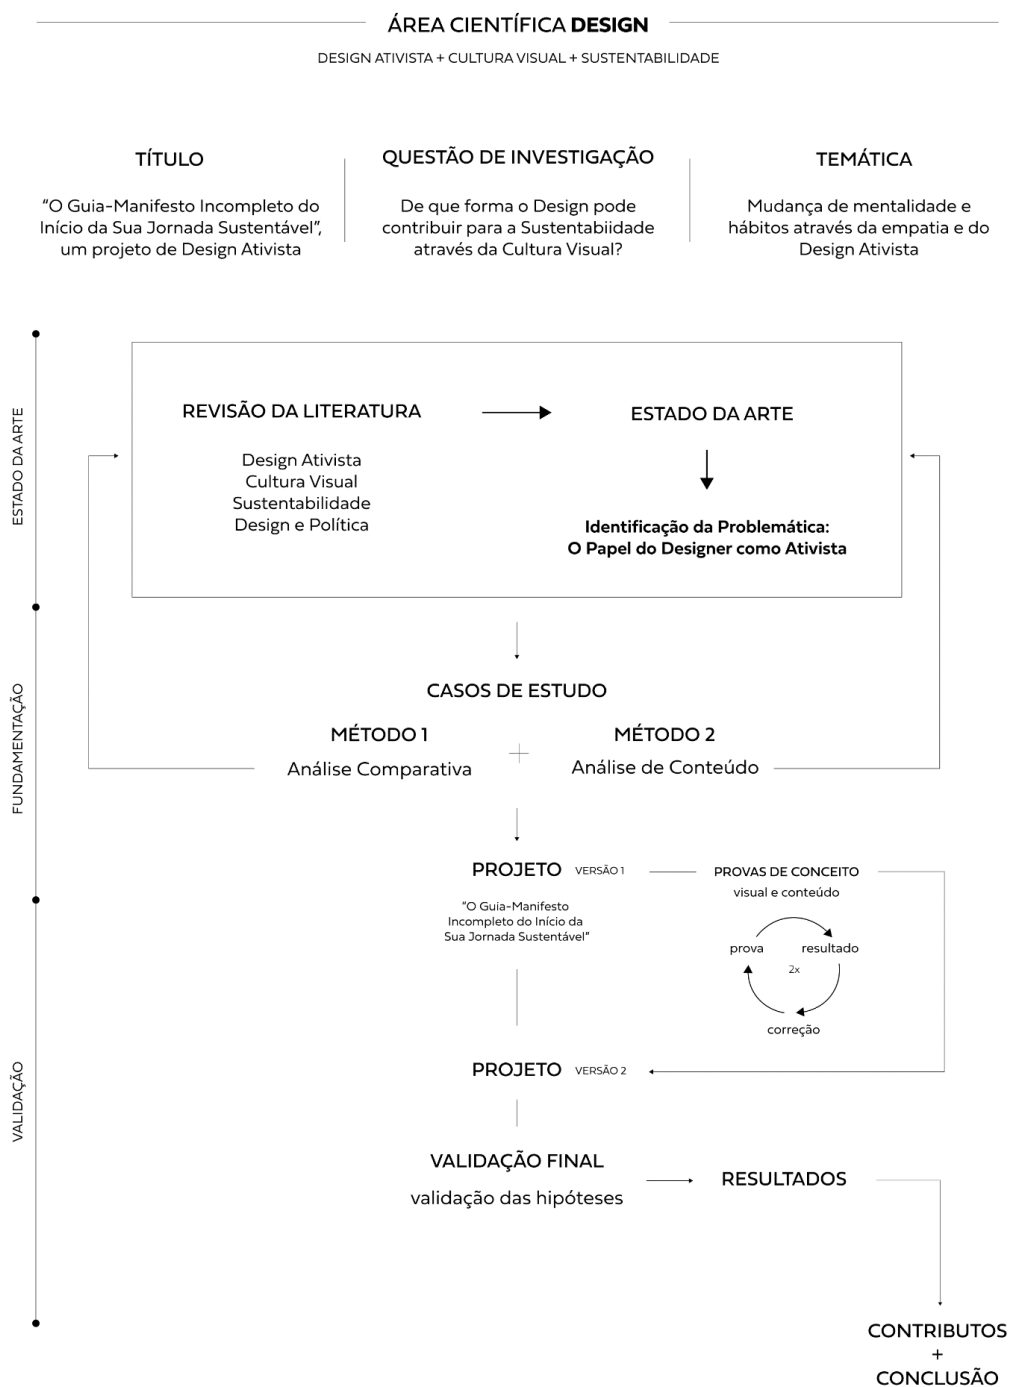 ÁREA CIENTÍFICA DESIGN
DESIGN ATIVISTA + CULTURA VISUAL + SUSTENTABILIDADE
TÍTULO
“O Guia-Manifesto Incompleto do
Início da Sua Jornada Sustentável”,
um projeto de Design Ativista
QUESTÃO DE INVESTIGAÇÃO
De que forma o Design pode
contribuir para a Sustentabiidade
através da Cultura Visual?
TEMÁTICA
Mudança de mentalidade e
hábitos através da empatia e do
Design Ativista
ESTADO DA ARTE
REVISÃO DA LITERATURA
Design Ativista
Cultura Visual
Sustentabilidade
Design e Política
ESTADO DA ARTE
Identificação da Problemática:
O Papel do Designer como Ativista
FUNDAMENTAÇÃO
CASOS DE ESTUDO
MÉTODO 1
Análise Comparativa
+
MÉTODO 2
Análise de Conteúdo
VALIDAÇÃO
PROJETO VERSÃO 1
“O Guia-Manifesto
Incompleto do Início da
Sua Jornada Sustentável”
PROVAS DE CONCEITO
visual e conteúdo
prova
resultado
2x
correção
PROJETO VERSÃO 2
VALIDAÇÃO FINAL
validação das hipóteses
RESULTADOS
CONTRIBUTOS
+
CONCLUSÃO